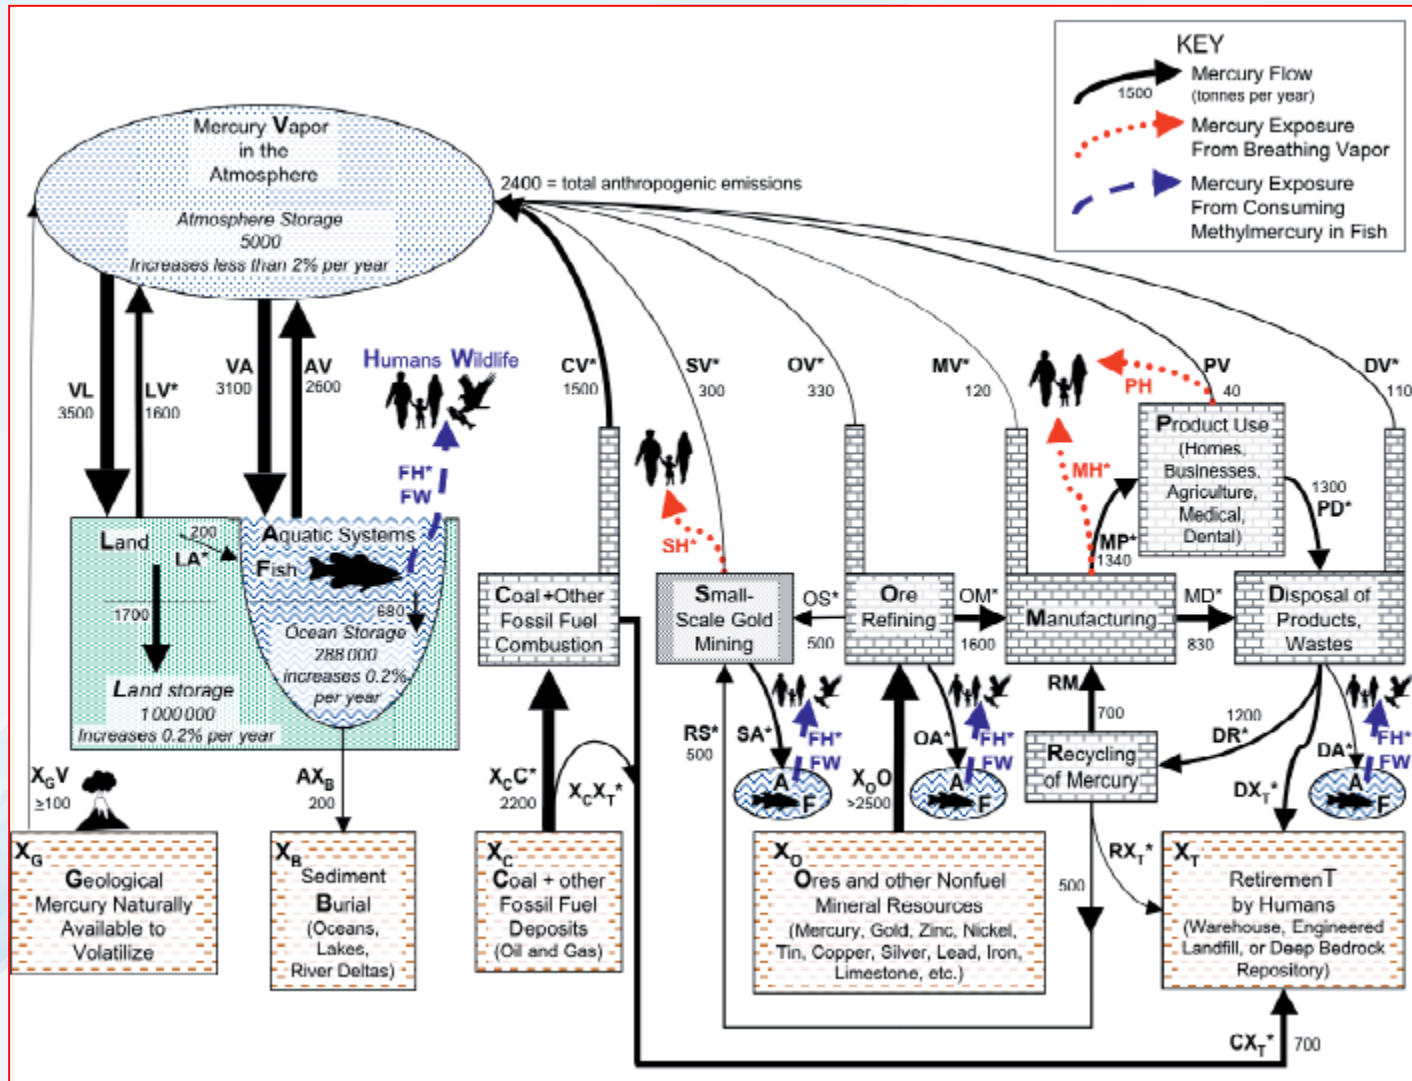 KEY
Mercury Flow
(tonnes per year)
1500
Mercury Exposure
From Breathing Vapor
Mercury Exposure
From Consuming
Methylmercury in Fish
Mercury Vapor
in the
Atmosphere
Atmosphere Storage
5000
Increases less than 2% per year
2400 = total anthropogenic emissions
VL
3500
LV*
1600
VA
3100
AV
2600
Humans Wildlife
FH*
FW
CV*
1500
SV*
300
OV*
330
MV*
120
PV
40
DV*
110
PH
MH*
SH*
Product Use
(Homes,
Businesses,
Agriculture,
Medical,
Dental)
1300
PD*
MP*
1340
Land
200
LA*
Aquatic Systems
Fish
1700
680
Ocean Storage
288000
increases 0.2%
per year
Land storage
1000000
Increases 0.2% per year
Coal+Other
Fossil Fuel
Combustion
Small-
Scale Gold
Mining
OS*
500
Ore
Refining
OM*
1600
Manufacturing
MD*
830
Disposal of
Products,
Wastes
RS*
500
SA*
FH*
FW
A
F
OA*
FH*
FW
A
F
RM
700
Recycling
of Mercury
1200
DR*
DA*
FH*
FW
A
F
DXT*
RXT*
500
XGV
≥100
AXB
200
XCC*
2200
XCXT*
XOO
>2500
XG
Geological
Mercury Naturally
Available to
Volatilize
XB
Sediment
Burial
(Oceans,
Lakes,
River Deltas)
XC
Coal + other
Fossil Fuel
Deposits
(Oil and Gas)
XO
Ores and other Nonfuel
Mineral Resources
(Mercury, Gold, Zinc, Nickel,
Tin, Copper, Silver, Lead, Iron,
Limestone, etc.)
XT
RetiremenT
by Humans
(Warehouse, Engineered
Landfill, or Deep Bedrock
Repository)
CXT*
700